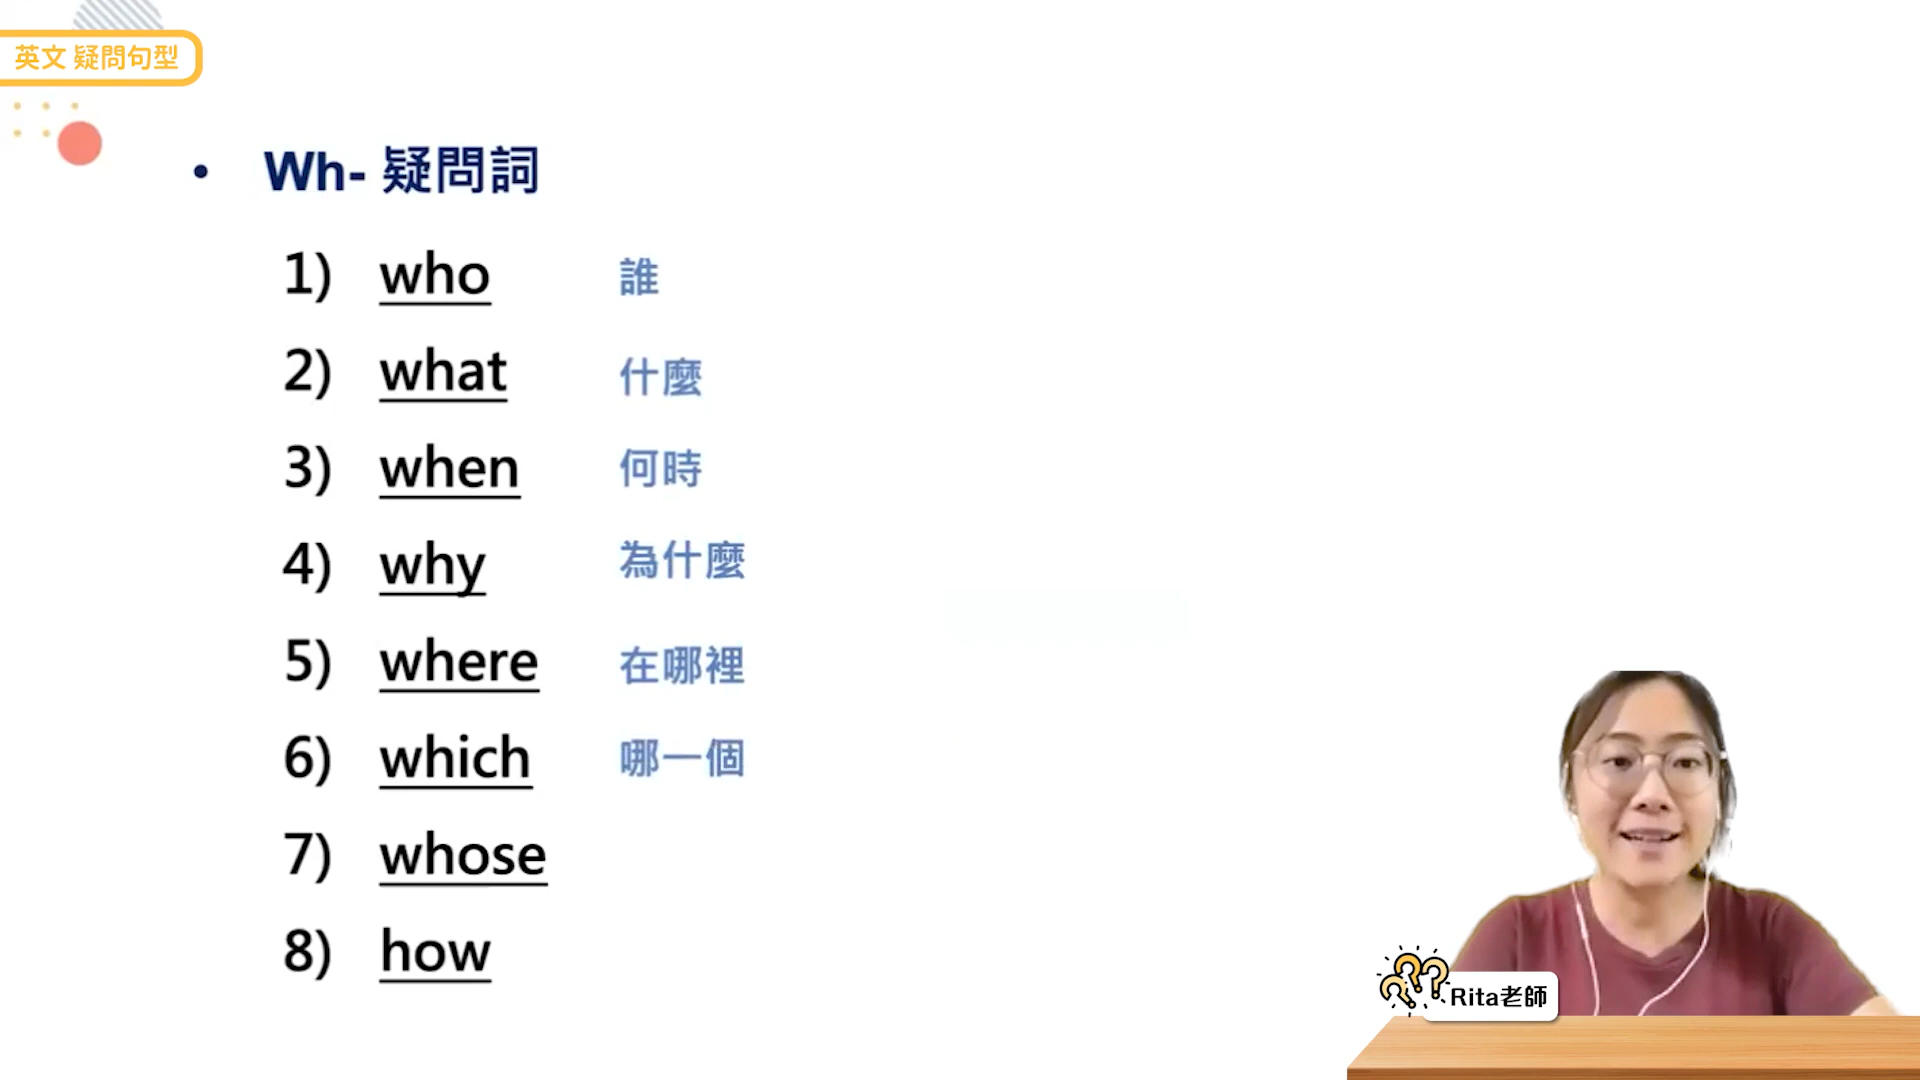 英文 疑問句型
• Wh- 疑問詞
1) who 誰
2) what 什麼
3) when 何時
4) why 為什麼
5) where 在哪裡
6) which 哪一個
7) whose
8) how
Rita老師